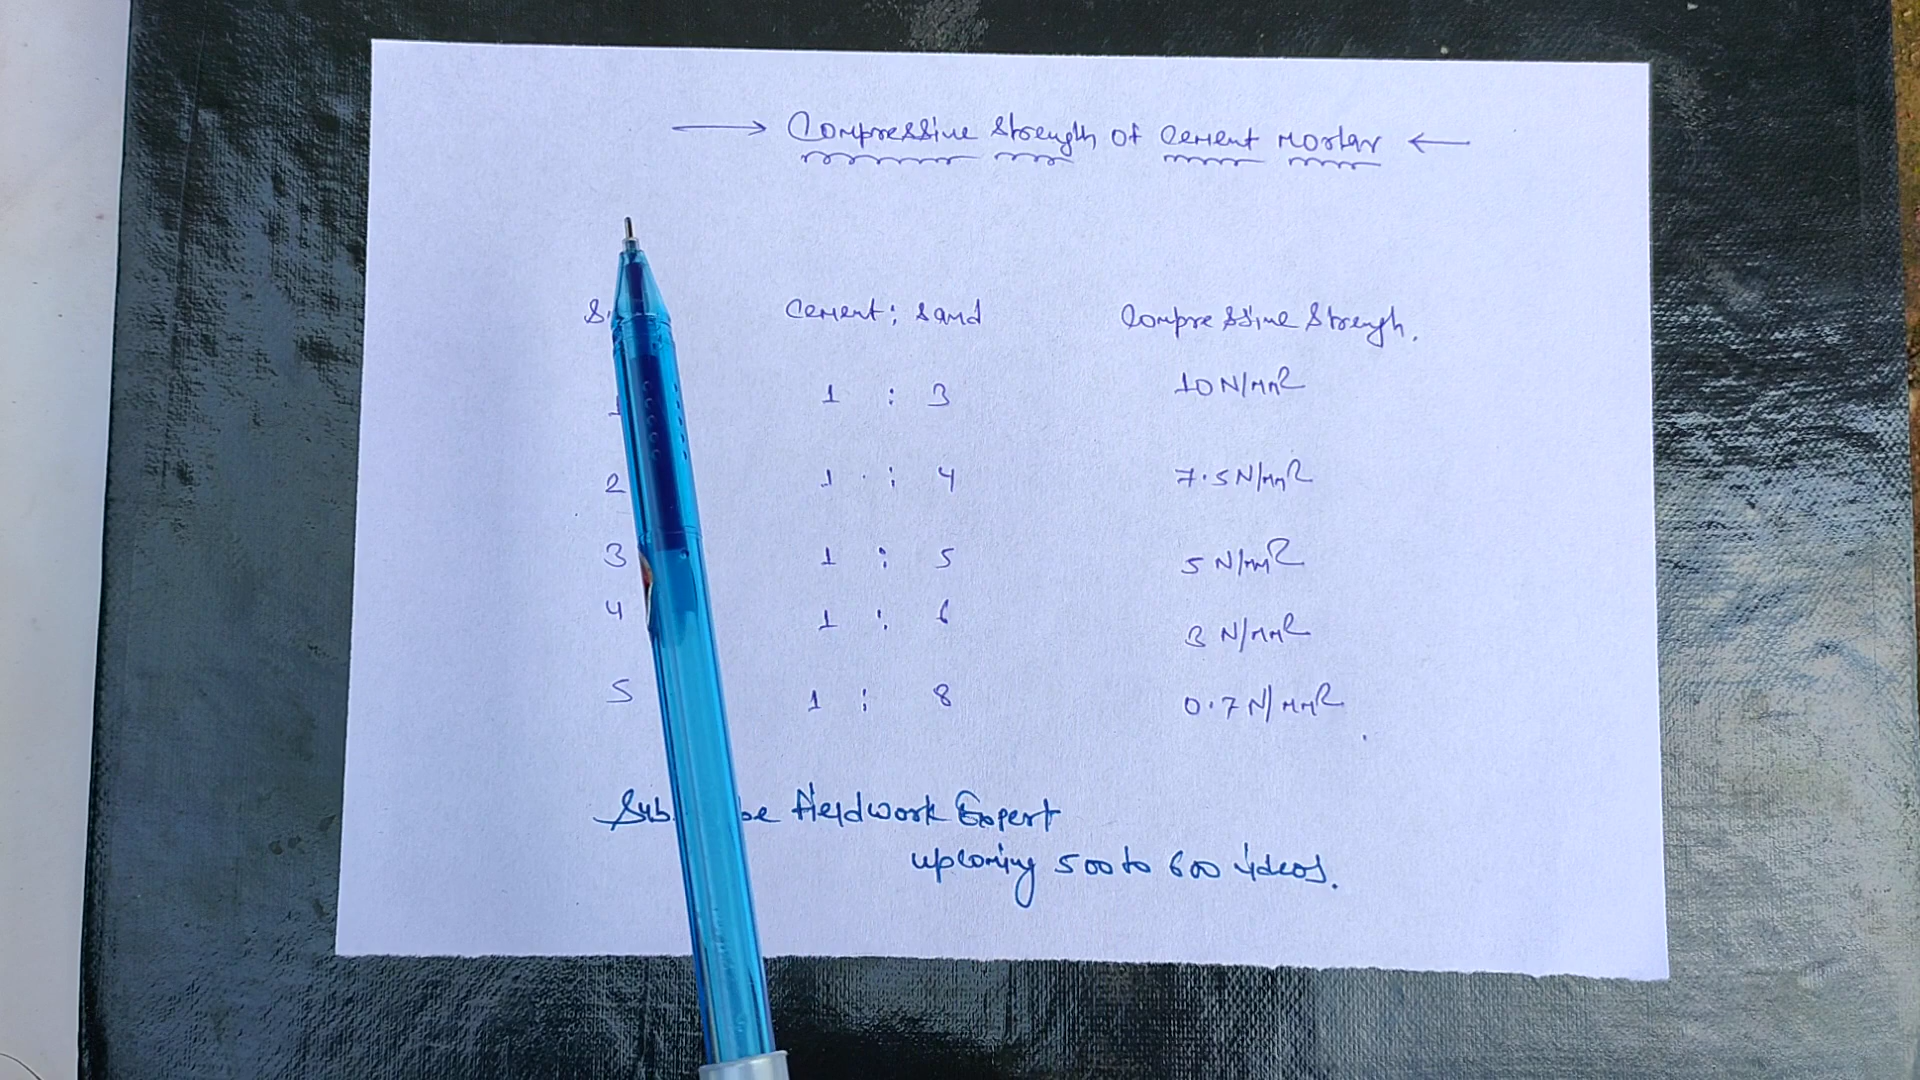 → Compressive Strength of Cement Mortar ←
Cement : Sand Compressive Strengh.
1 1 : 3 10 N/mm2
2 1 : 4 7.5 N/mm2
3 1 : 5 5 N/mm2
4 1 : 6 3 N/mm2
5 1 : 8 0.7 N/mm2
fieldwork Expert
upcoming 500 to 600 videos.